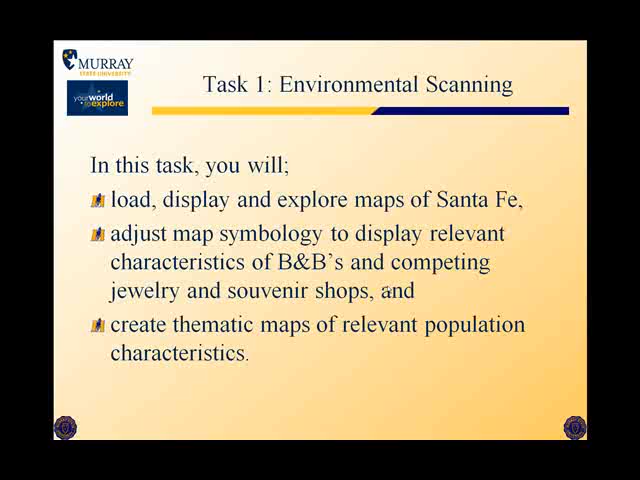 MURRAY
STATE UNIVERSITY
your world to explore
Task 1: Environmental Scanning
In this task, you will;
load, display and explore maps of Santa Fe,
adjust map symbology to display relevant
characteristics of B&B's and competing
jewelry and souvenir shops, and
create thematic maps of relevant population
characteristics.